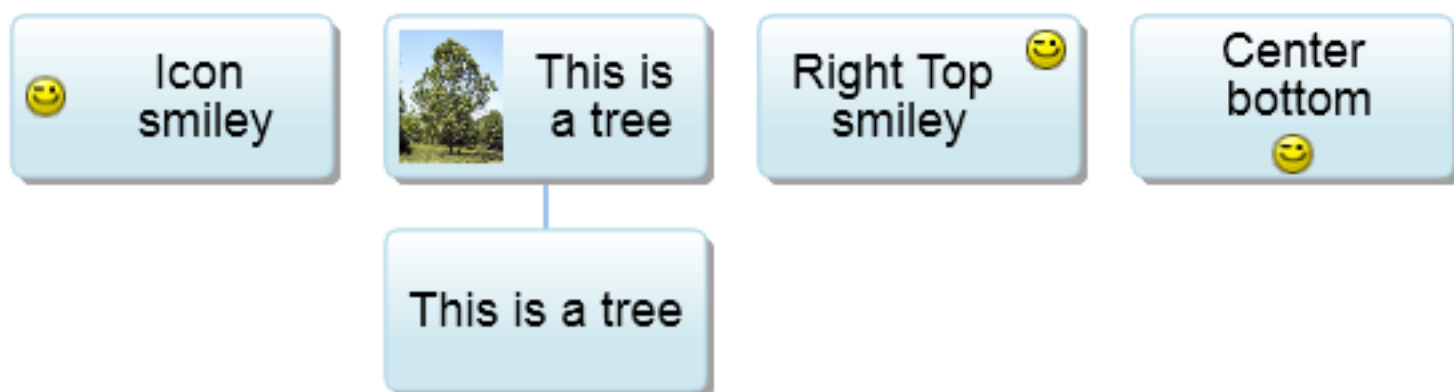 Icon
smiley
This is
a tree
Right Top
smiley
Center
bottom
This is a tree